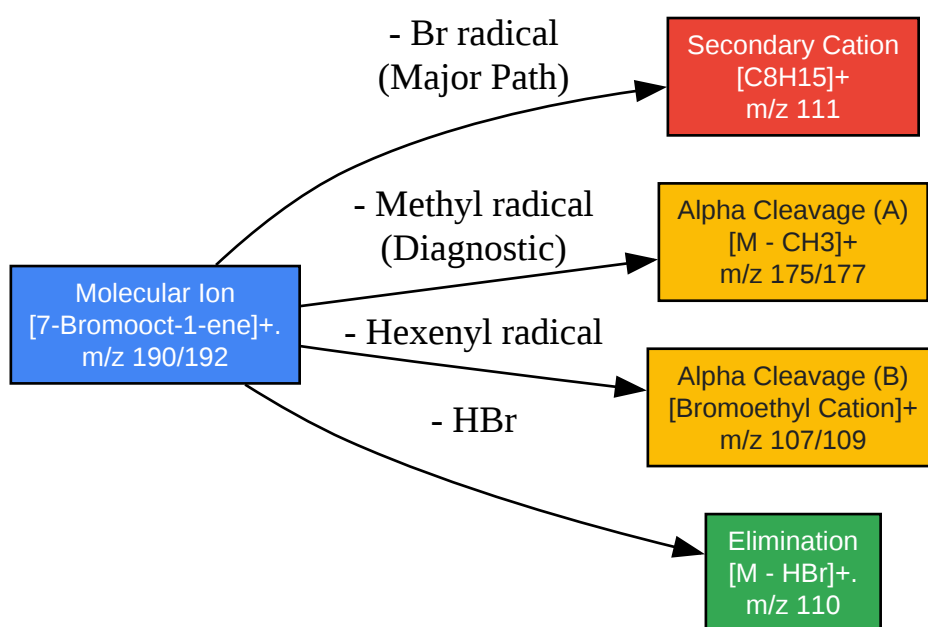 - Br radical
(Major Path)
Secondary Cation
[C8H15]+
m/z 111
- Methyl radical
(Diagnostic)
Alpha Cleavage (A)
[M - CH3]+
m/z 175/177
Molecular Ion
[7-Bromooct-1-ene]+.
m/z 190/192
- Hexenyl radical
Alpha Cleavage (B)
[Bromoethyl Cation]+
m/z 107/109
- HBr
Elimination
[M - HBr]+.
m/z 110